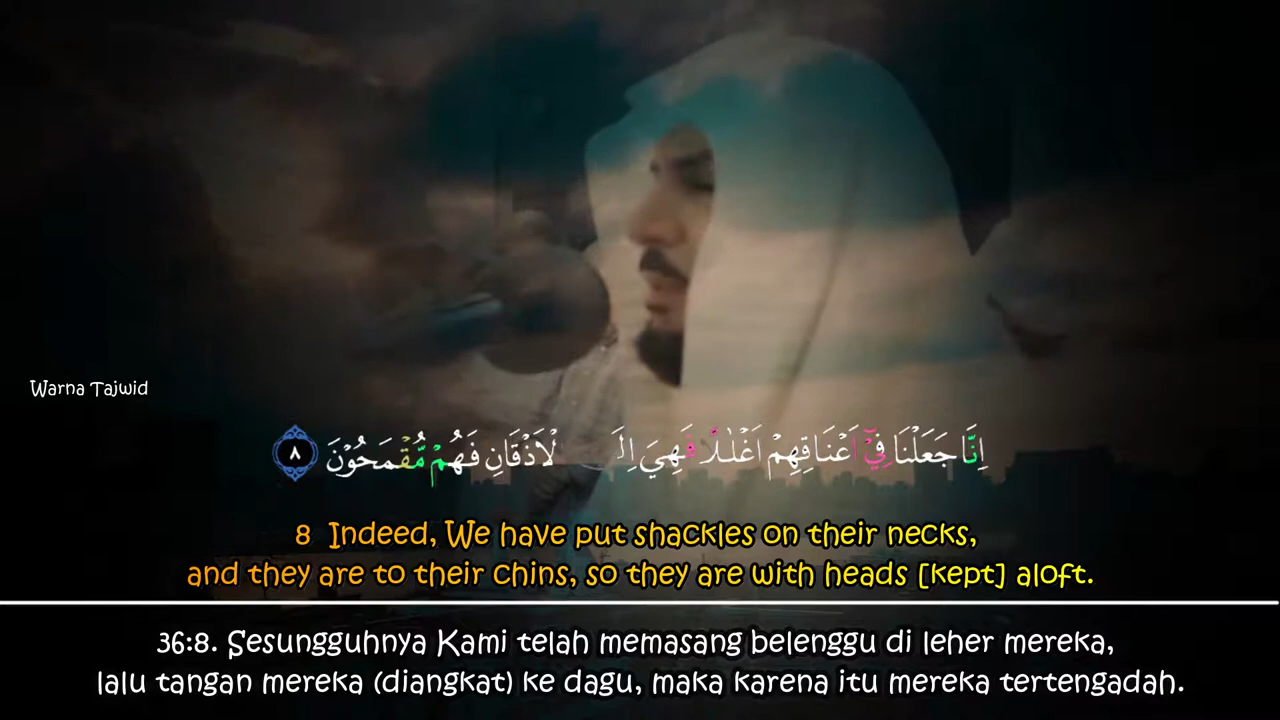 Warna Tajwid
اِنَّا جَعَلْنَا فِيْٓ اَعْنَاقِهِمْ اَغْلٰلًا فَهِيَ اِلَ لْاَذْقَانِ فَهُمْ مُّقْمَحُوْنَ ٨
8 Indeed, We have put shackles on their necks,
and they are to their chins, so they are with heads [kept] aloft.
36:8. Sesungguhnya Kami telah memasang belenggu di leher mereka,
lalu tangan mereka (diangkat) ke dagu, maka karena itu mereka tertengadah.